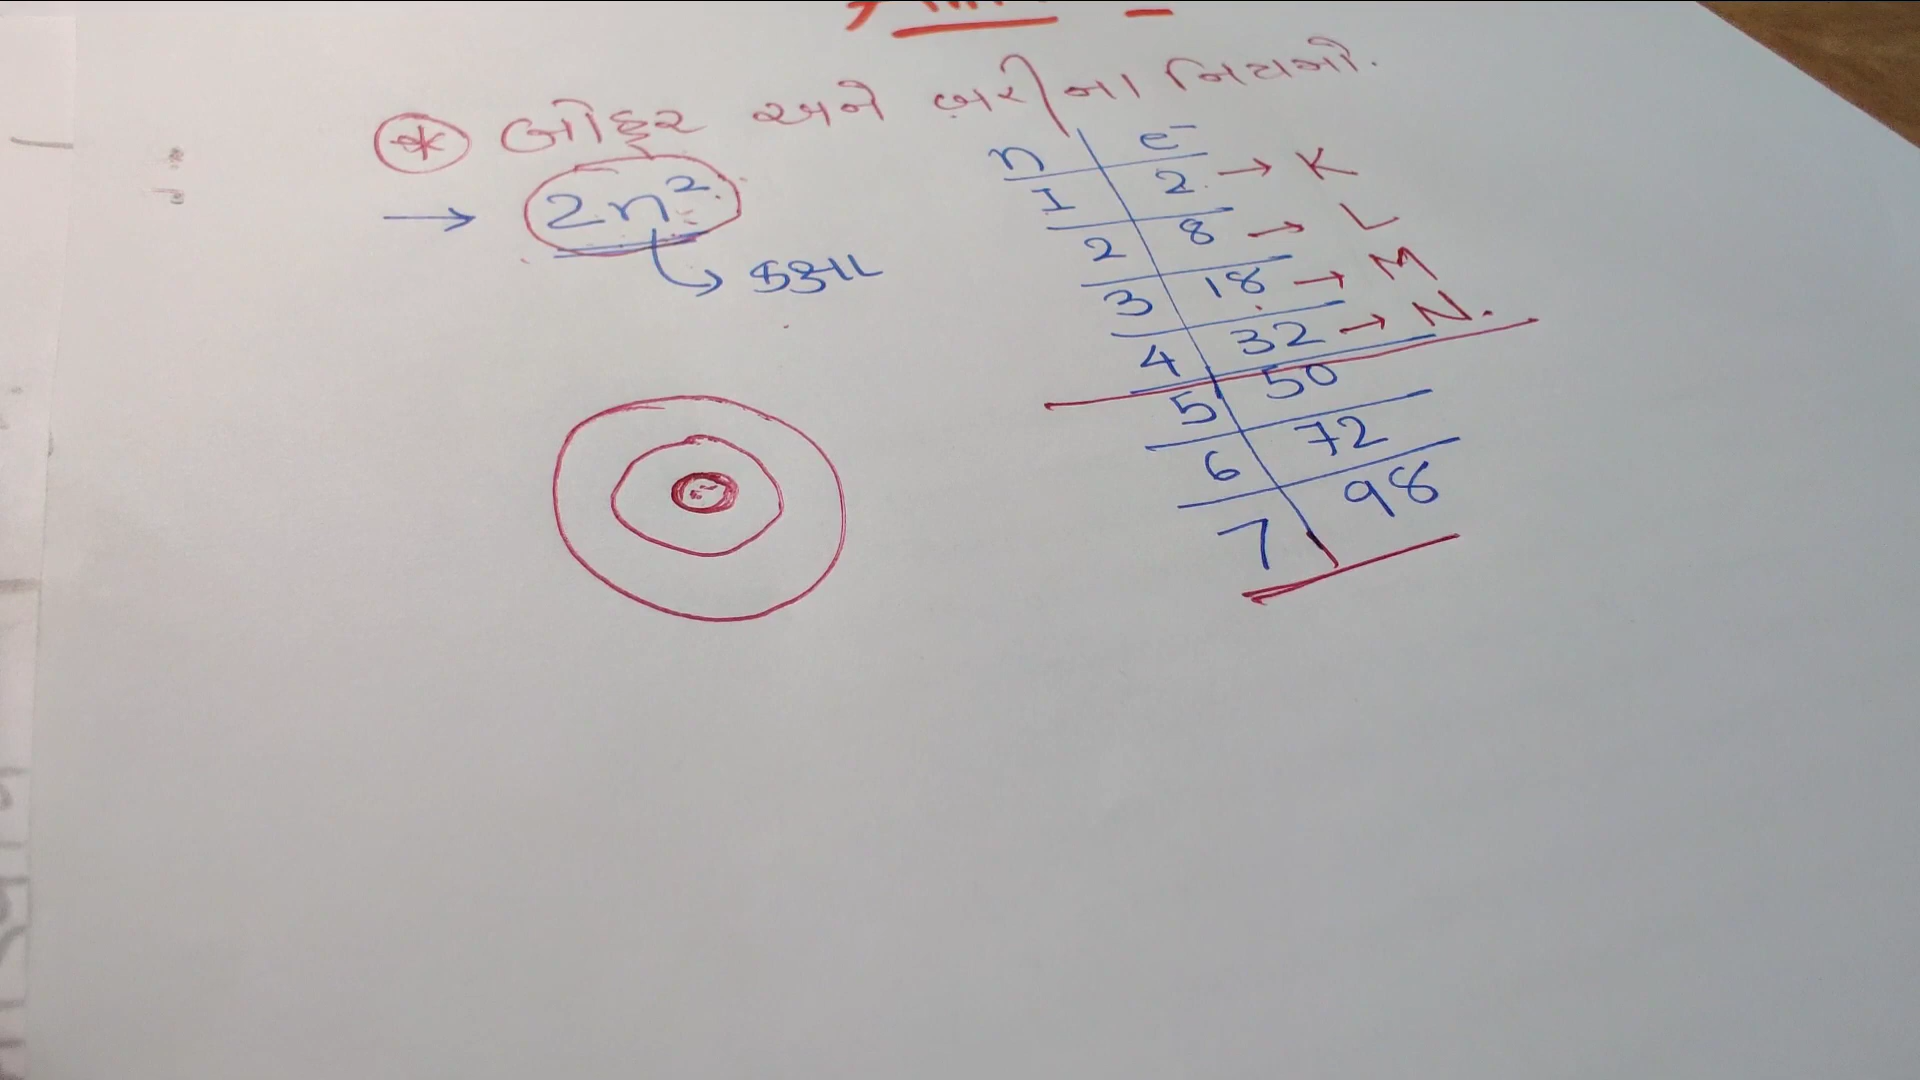 * બોહ્ર અને બરીના નિયમો.
→ 2n²
↳ કક્ષા
n e⁻
1 2 → K
2 8 → L
3 18 → M
4 32 → N.
5 50
6 72
7 98